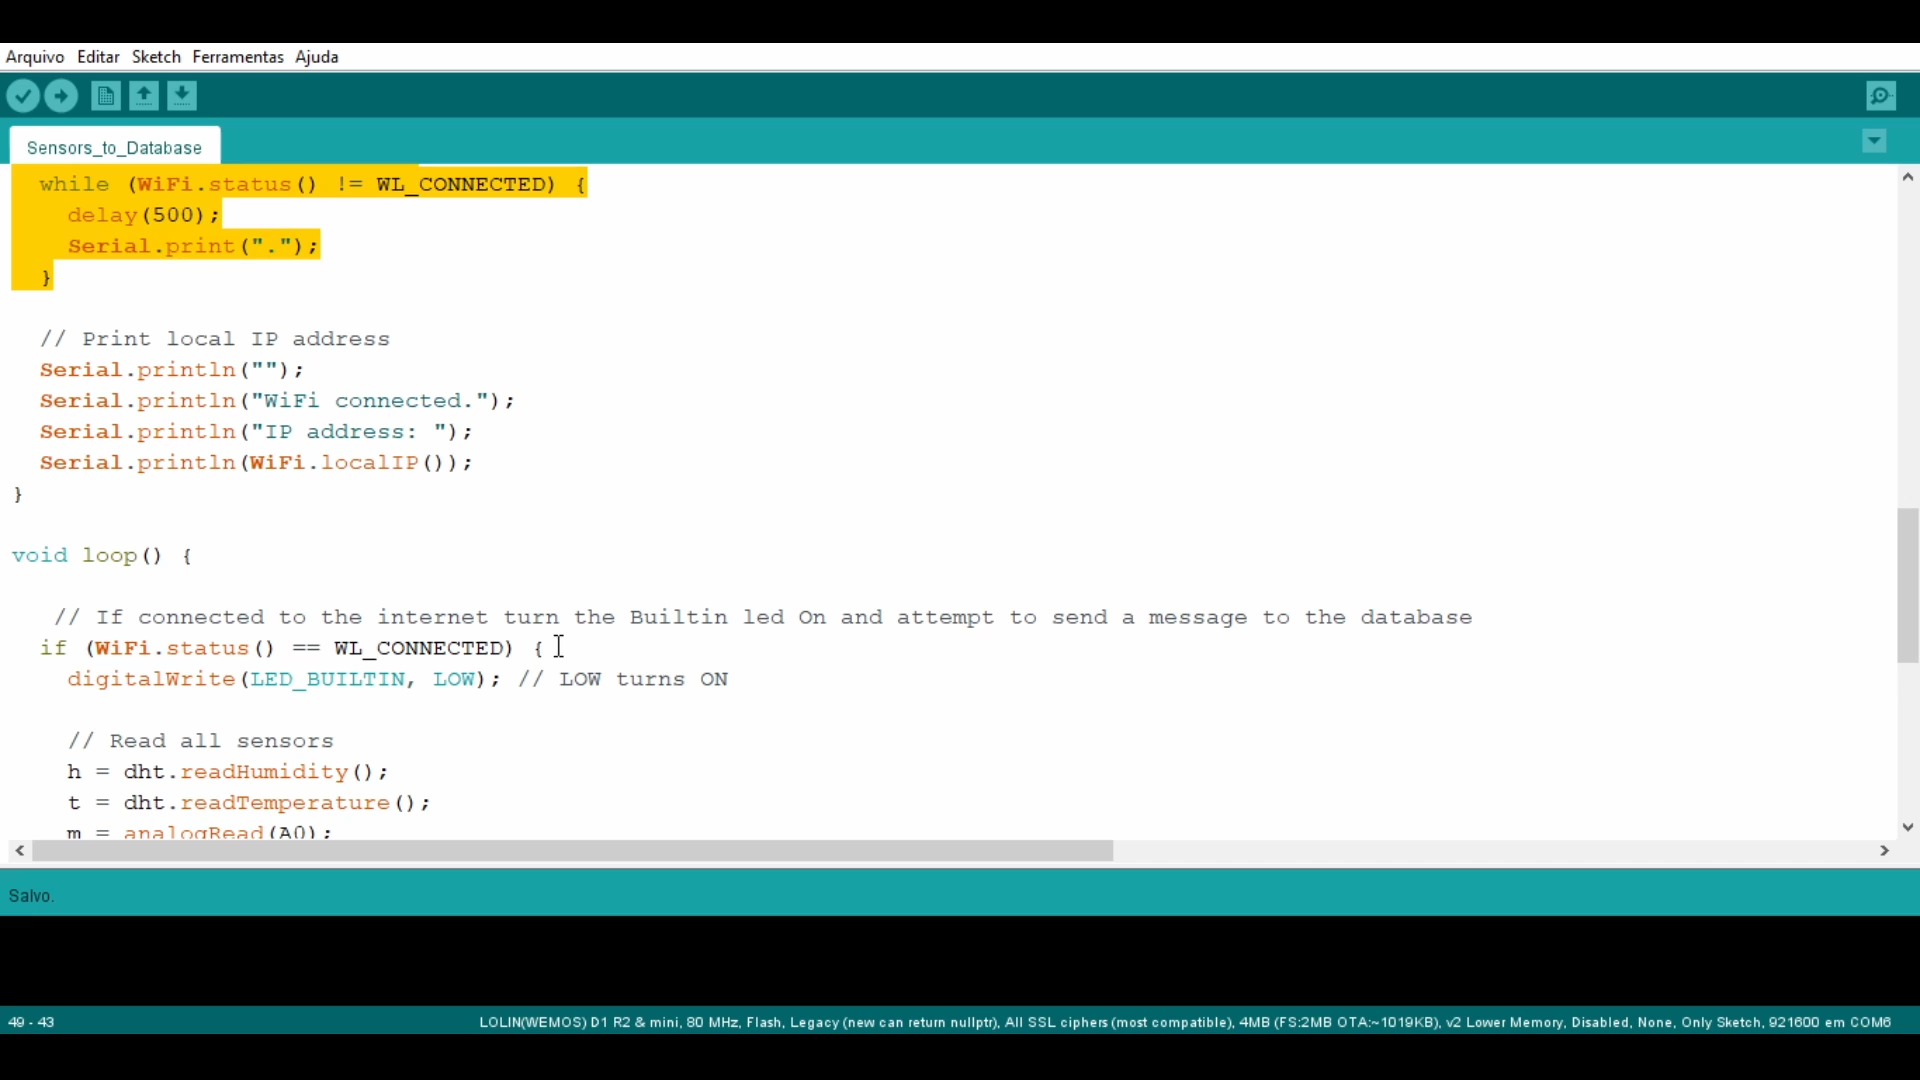 Arquivo Editar Sketch Ferramentas Ajuda
Sensors_to_Database
while (WiFi.status() != WL_CONNECTED) {
delay(500);
Serial.print(".");
}
// Print local IP address
Serial.println("");
Serial.println("WiFi connected.");
Serial.println("IP address: ");
Serial.println(WiFi.localIP());
}
void loop() {
// If connected to the internet turn the Builtin led On and attempt to send a message to the database
if (WiFi.status() == WL_CONNECTED) {
digitalWrite(LED_BUILTIN, LOW); // LOW turns ON
// Read all sensors
h = dht.readHumidity();
t = dht.readTemperature();
m = analogRead(A0);
Salvo.
49 - 43 LOLIN(WEMOS) D1 R2 & mini, 80 MHz, Flash, Legacy (new can return nullptr), All SSL ciphers (most compatible), 4MB (FS:2MB OTA:~1019KB), v2 Lower Memory, Disabled, None, Only Sketch, 921600 em COM6